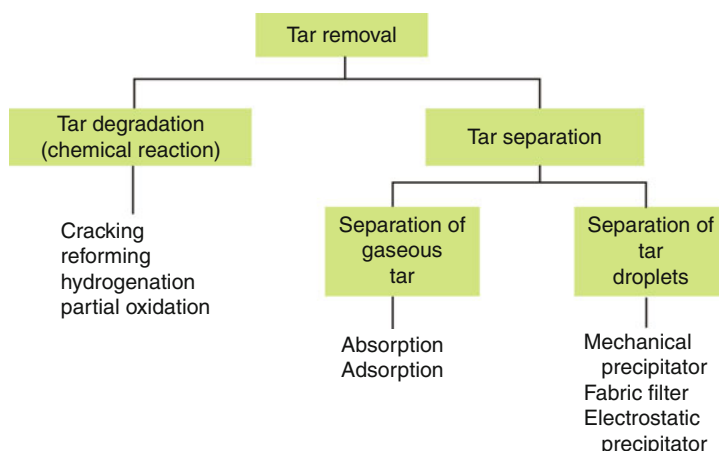 Tar removal
Tar degradation
(chemical reaction)
Tar separation
Cracking
reforming
hydrogenation
partial oxidation
Separation of
gaseous
tar
Separation of
tar
droplets
Absorption
Adsorption
Mechanical
precipitator
Fabric filter
Electrostatic
precipitator